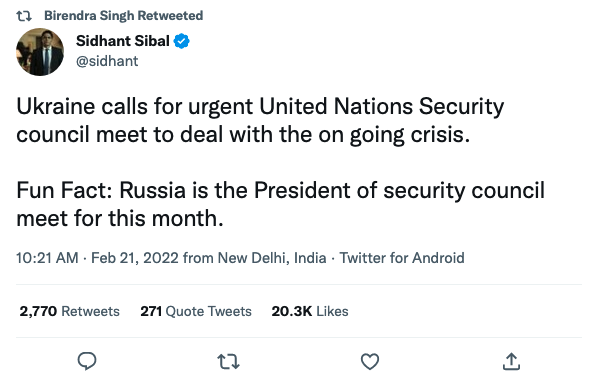 Birendra Singh Retweeted
Sidhant Sibal
@sidhant
Ukraine calls for urgent United Nations Security
council meet to deal with the on going crisis.
Fun Fact: Russia is the President of security council
meet for this month.
10:21 AM · Feb 21, 2022 from New Delhi, India · Twitter for Android
2,770 Retweets 271 Quote Tweets 20.3K Likes